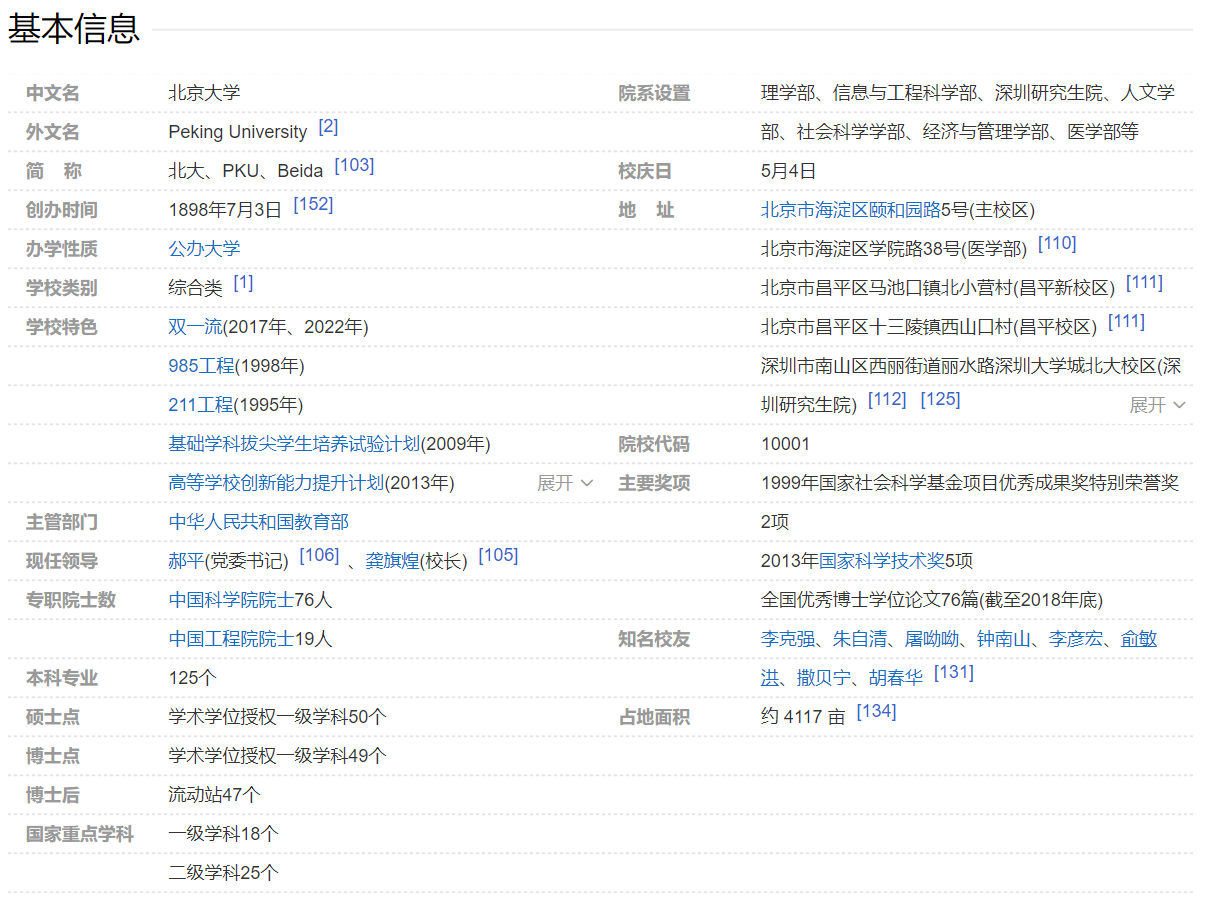 基本信息
中文名 北京大学
外文名 Peking University [2]
简 称 北大、PKU、Beida [103]
创办时间 1898年7月3日 [152]
办学性质 公办大学
学校类别 综合类 [1]
学校特色 双一流(2017年、2022年)
985工程(1998年)
211工程(1995年)
基础学科拔尖学生培养试验计划(2009年)
高等学校创新能力提升计划(2013年) 展开
主管部门 中华人民共和国教育部
现任领导 郝平(党委书记) [106] 、龚旗煌(校长) [105]
专职院士数 中国科学院院士76人
中国工程院院士19人
本科专业 125个
硕士点 学术学位授权一级学科50个
博士点 学术学位授权一级学科49个
博士后 流动站47个
国家重点学科 一级学科18个
二级学科25个
院系设置 理学部、信息与工程科学部、深圳研究生院、人文学
部、社会科学学部、经济与管理学部、医学部等
校庆日 5月4日
地 址 北京市海淀区颐和园路5号(主校区)
北京市海淀区学院路38号(医学部) [110]
北京市昌平区马池口镇北小营村(昌平新校区) [111]
北京市昌平区十三陵镇西山口村(昌平校区) [111]
深圳市南山区西丽街道丽水路深圳大学城北大校区(深
圳研究生院) [112] [125] 展开
院校代码 10001
主要奖项 1999年国家社会科学基金项目优秀成果奖特别荣誉奖
2项
2013年国家科学技术奖5项
全国优秀博士学位论文76篇(截至2018年底)
知名校友 李克强、朱自清、屠呦呦、钟南山、李彦宏、俞敏
洪、撒贝宁、胡春华 [131]
占地面积 约 4117 亩 [134]